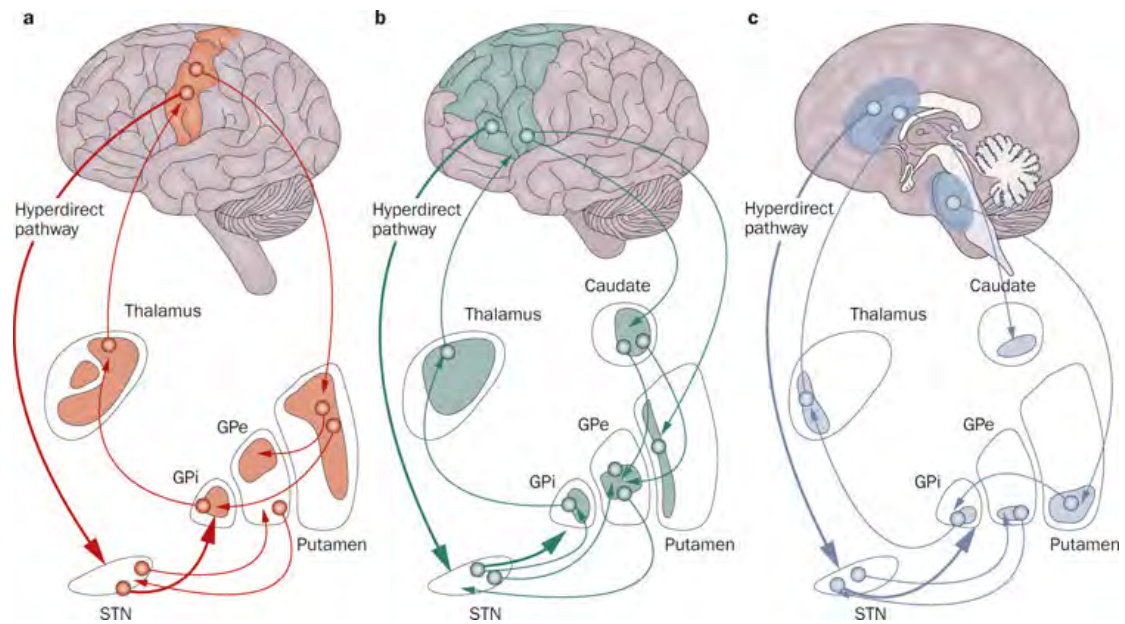 a
Hyperdirect
pathway
Thalamus
GPe
GPi
Putamen
STN
b
Hyperdirect
pathway
Caudate
Thalamus
GPe
GPi
Putamen
STN
c
Hyperdirect
pathway
Caudate
Thalamus
GPe
GPi
Putamen
STN